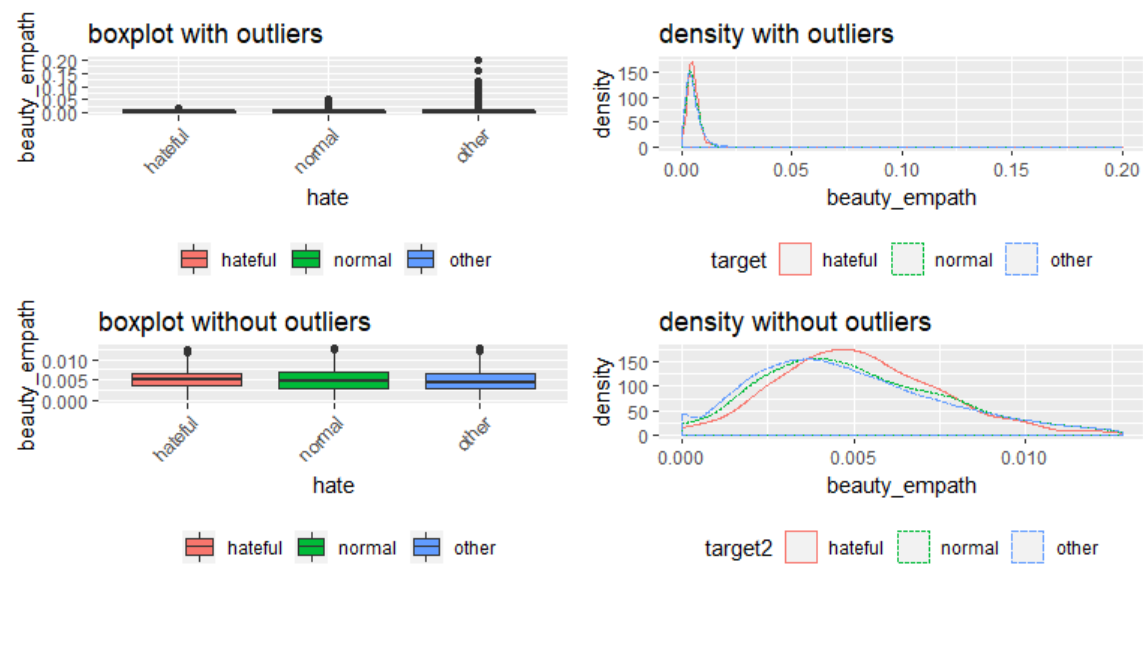 boxplot with outliers
beauty_empath
0.20
0.15
0.10
0.05
0.00
hateful
normal
other
hate
hateful normal other
density with outliers
density
150
100
50
0
0.00 0.05 0.10 0.15 0.20
beauty_empath
target hateful normal other
boxplot without outliers
beauty_empath
0.010
0.005
0.000
hateful
normal
other
hate
hateful normal other
density without outliers
density
150
100
50
0
0.000 0.005 0.010
beauty_empath
target2 hateful normal other